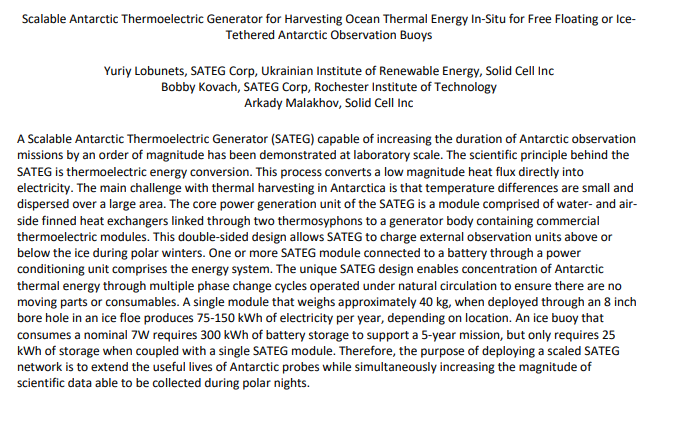 Scalable Antarctic Thermoelectric Generator for Harvesting Ocean Thermal Energy In-Situ for Free Floating or Ice-
Tethered Antarctic Observation Buoys
Yuriy Lobunets, SATEG Corp, Ukrainian Institute of Renewable Energy, Solid Cell Inc
Bobby Kovach, SATEG Corp, Rochester Institute of Technology
Arkady Malakhov, Solid Cell Inc
A Scalable Antarctic Thermoelectric Generator (SATEG) capable of increasing the duration of Antarctic observation
missions by an order of magnitude has been demonstrated at laboratory scale. The scientific principle behind the
SATEG is thermoelectric energy conversion. This process converts a low magnitude heat flux directly into
electricity. The main challenge with thermal harvesting in Antarctica is that temperature differences are small and
dispersed over a large area. The core power generation unit of the SATEG is a module comprised of water- and air-
side finned heat exchangers linked through two thermosyphons to a generator body containing commercial
thermoelectric modules. This double-sided design allows SATEG to charge external observation units above or
below the ice during polar winters. One or more SATEG module connected to a battery through a power
conditioning unit comprises the energy system. The unique SATEG design enables concentration of Antarctic
thermal energy through multiple phase change cycles operated under natural circulation to ensure there are no
moving parts or consumables. A single module that weighs approximately 40 kg, when deployed through an 8 inch
bore hole in an ice floe produces 75-150 kWh of electricity per year, depending on location. An ice buoy that
consumes a nominal 7W requires 300 kWh of battery storage to support a 5-year mission, but only requires 25
kWh of storage when coupled with a single SATEG module. Therefore, the purpose of deploying a scaled SATEG
network is to extend the useful lives of Antarctic probes while simultaneously increasing the magnitude of
scientific data able to be collected during polar nights.